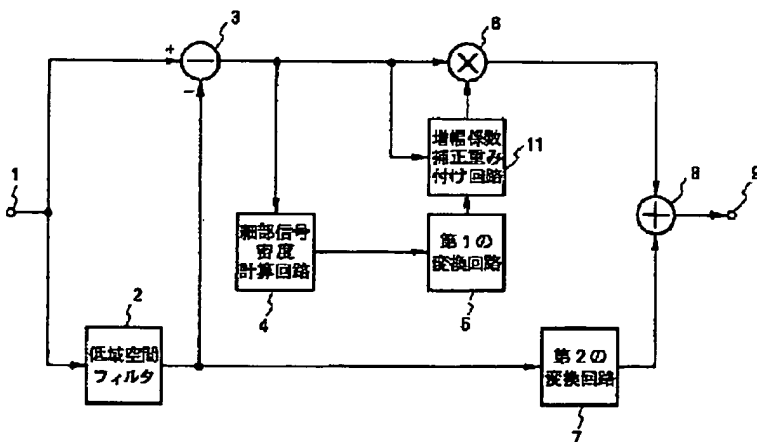 3
6
+
-
増幅係数
補正重み
付け回路
11
1
8
9
細部信号
密度
計算回路
4
第1の
変換回路
5
2
低域空間
フィルタ
第2の
変換回路
7